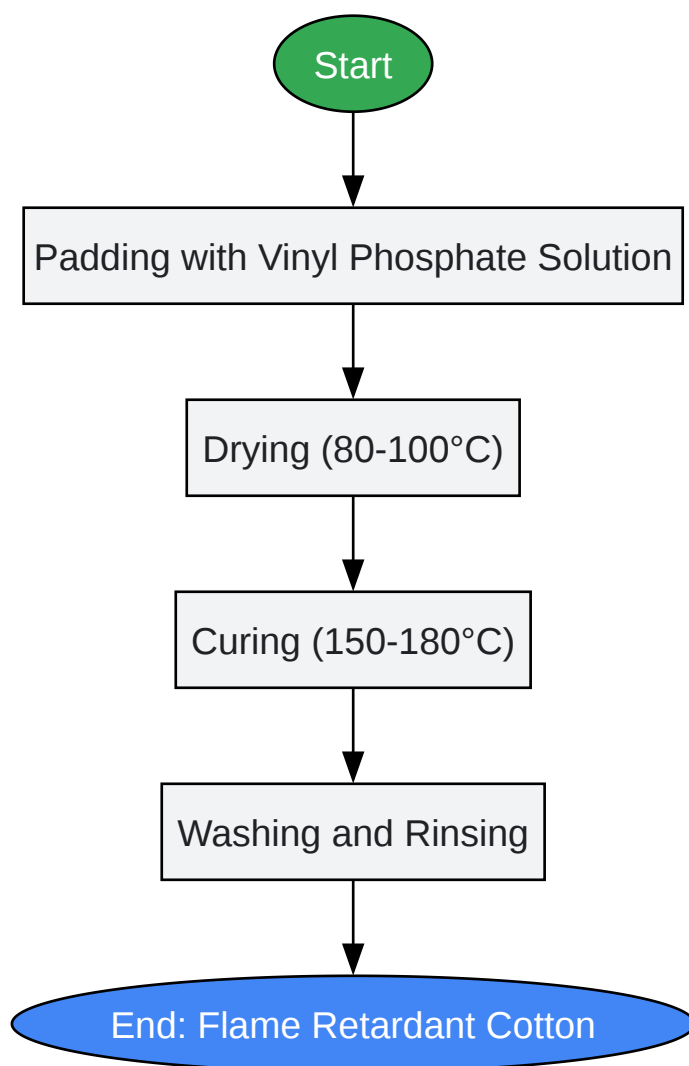 Start
Padding with Vinyl Phosphate Solution
Drying (80-100°C)
Curing (150-180°C)
Washing and Rinsing
End: Flame Retardant Cotton